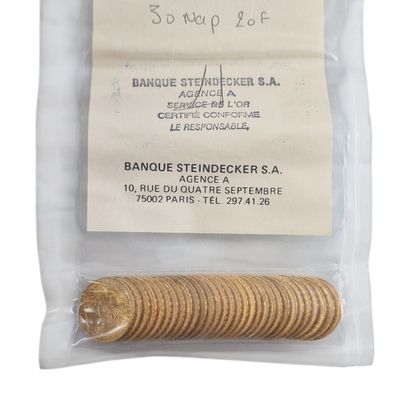 30 Nap 20F
BANQUE STEINDECKER S.A.
AGENCE A
SERVICE DE L'OR
CERTIFIÉ CONFORME
LE RESPONSABLE,
BANQUE STEINDECKER S.A.
AGENCE A
10, RUE DU QUATRE SEPTEMBRE
75002 PARIS - TÉL. 297.41.26